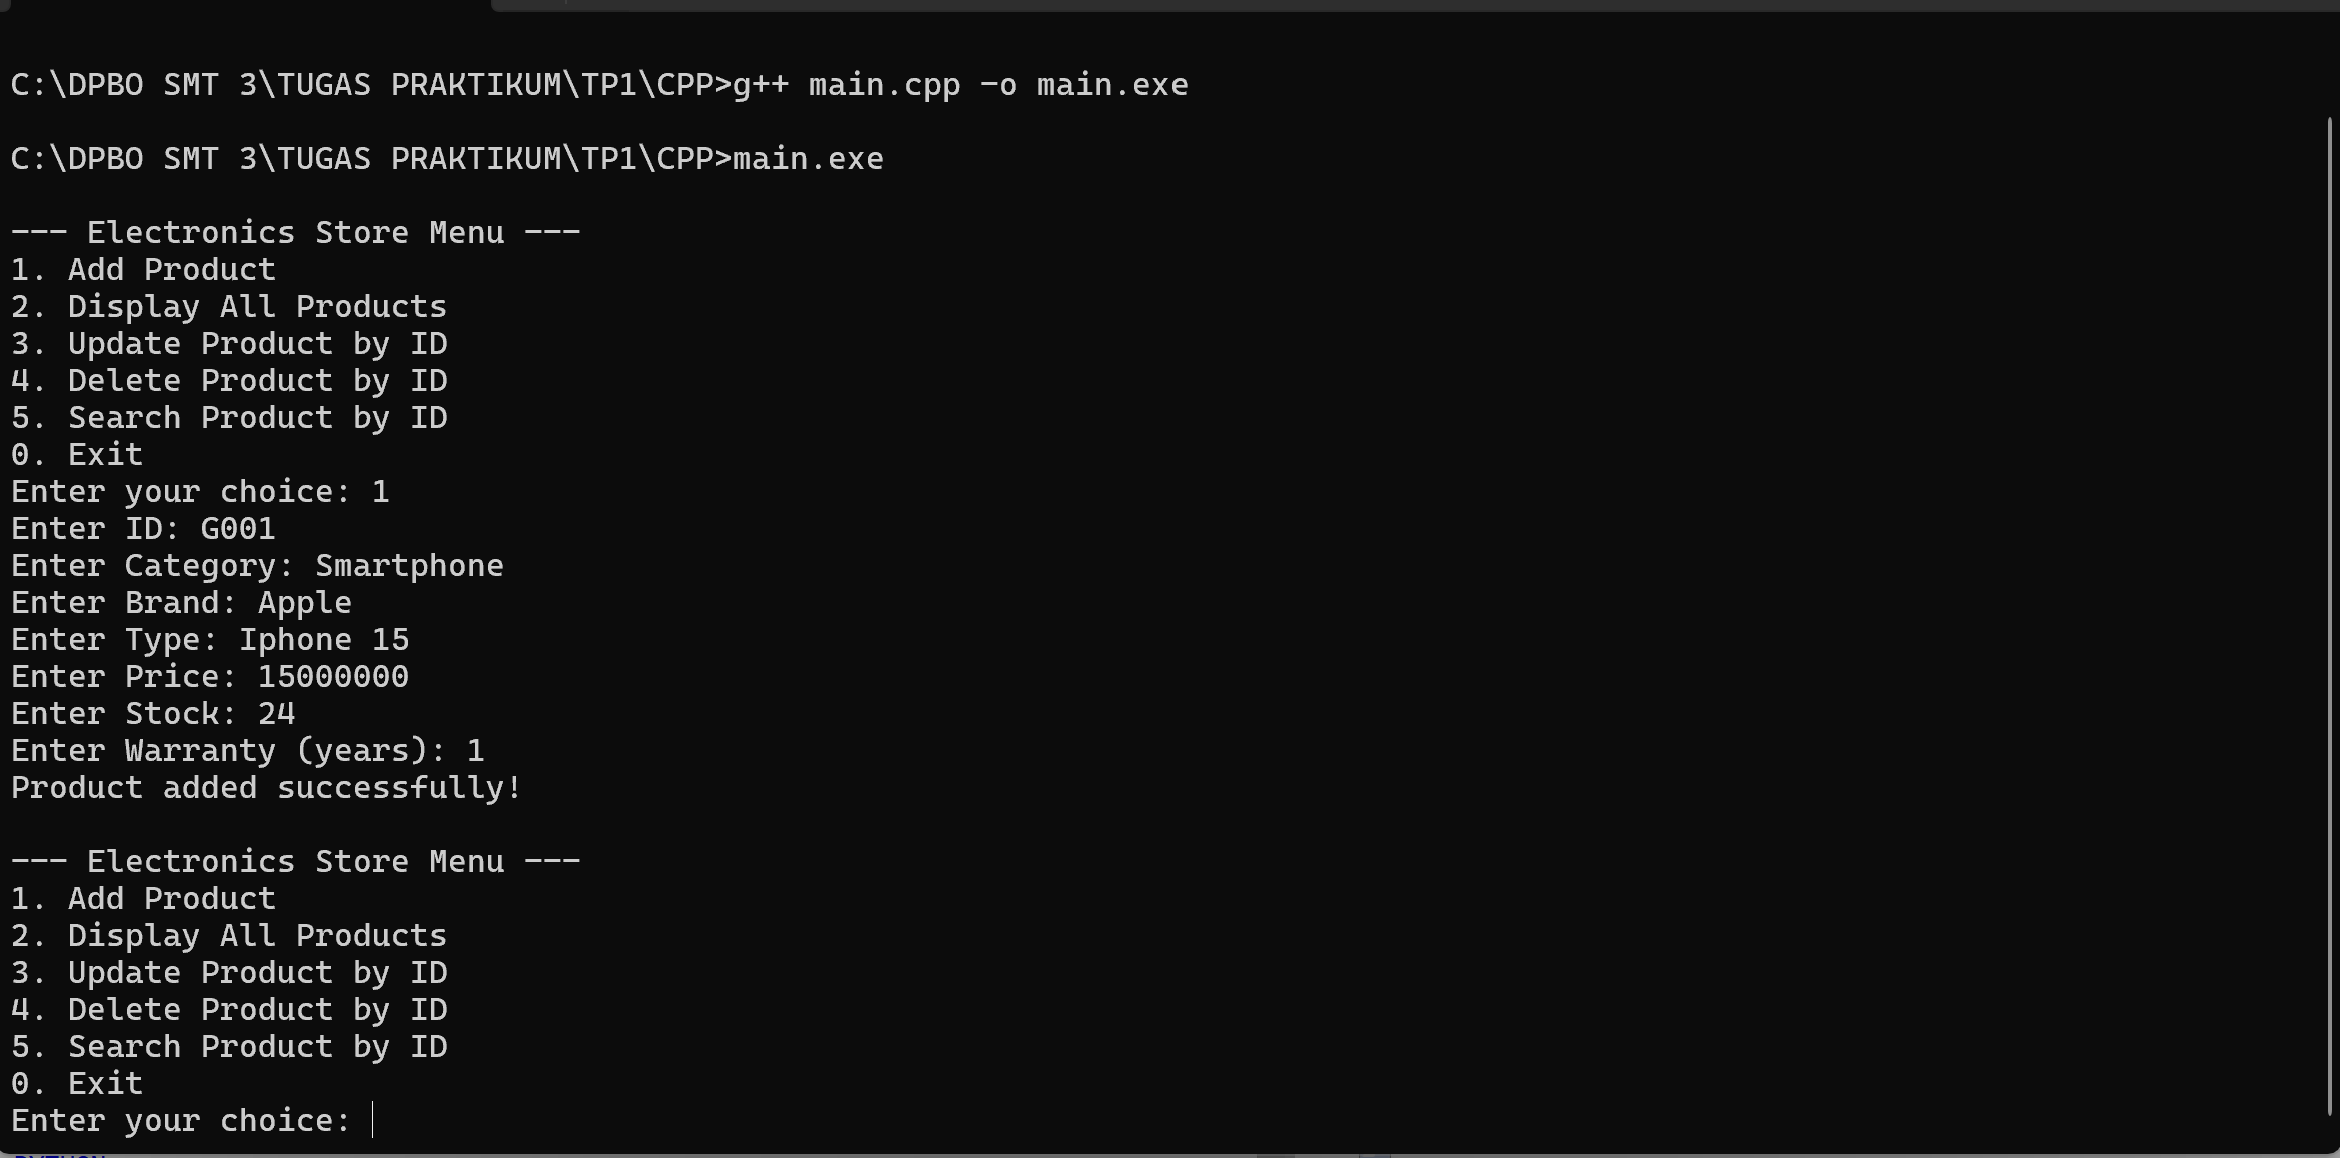 C:\DPBO SMT 3\TUGAS PRAKTIKUM\TP1\CPP>g++ main.cpp -o main.exe
C:\DPBO SMT 3\TUGAS PRAKTIKUM\TP1\CPP>main.exe
--- Electronics Store Menu ---
1. Add Product
2. Display All Products
3. Update Product by ID
4. Delete Product by ID
5. Search Product by ID
0. Exit
Enter your choice: 1
Enter ID: G001
Enter Category: Smartphone
Enter Brand: Apple
Enter Type: Iphone 15
Enter Price: 15000000
Enter Stock: 24
Enter Warranty (years): 1
Product added successfully!
--- Electronics Store Menu ---
1. Add Product
2. Display All Products
3. Update Product by ID
4. Delete Product by ID
5. Search Product by ID
0. Exit
Enter your choice: